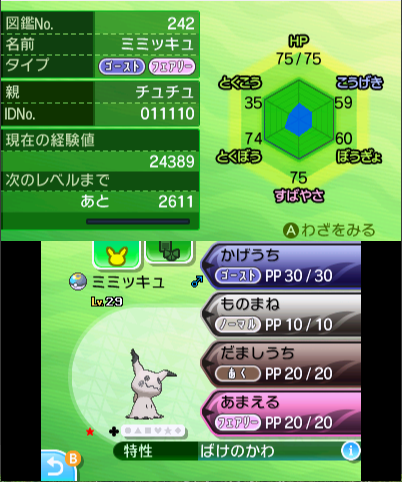 図鑑No. 242
名前 ミミッキュ
タイプ ゴースト フェアリー
親 チュチュ
IDNo. 011110
現在の経験値
24389
次のレベルまで
あと 2611
HP
75/75
とくこう こうげき
35 59
74 60
とくぼう ぼうぎょ
75
すばやさ
Aわざをみる
ミミッキュ ♂
Lv.29
かげうち
ゴースト PP 30/30
ものまね
ノーマル PP 10/10
だましうち
あく PP 20/20
あまえる
フェアリー PP 20/20
特性 ばけのかわ
B